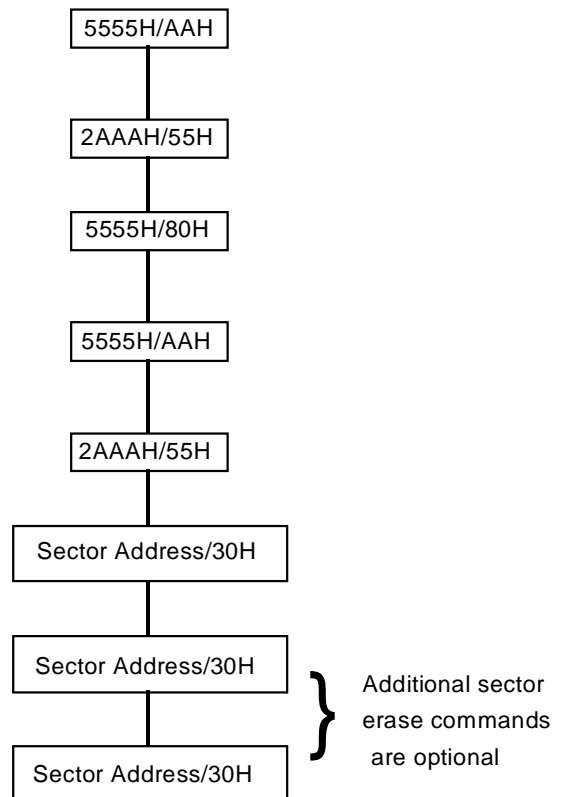 5555H/AAH
2AAAH/55H
5555H/80H
5555H/AAH
2AAAH/55H
Sector Address/30H
Sector Address/30H
Sector Address/30H
}
Additional sector
erase commands
are optional